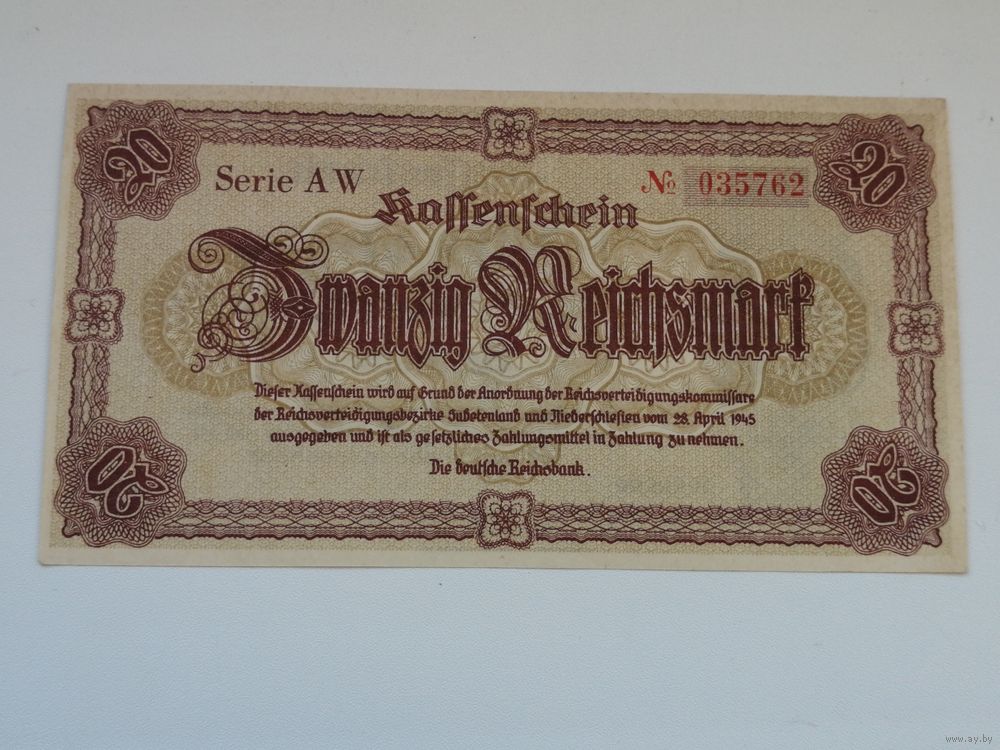 20
20
Serie AW
№ 035762
Kassenschein
Zwanzig Reichsmark
Dieser Kassenschein wird auf Grund der Anordnung der Reichsverteidigungskommissare
der Reichsverteidigungsbezirke Sudetenland und Niederschlesien vom 28. April 1945
ausgegeben und ist als gesetzliches Zahlungsmittel in Zahlung zu nehmen.
Die deutsche Reichsbank.
20
20
www.ay.by